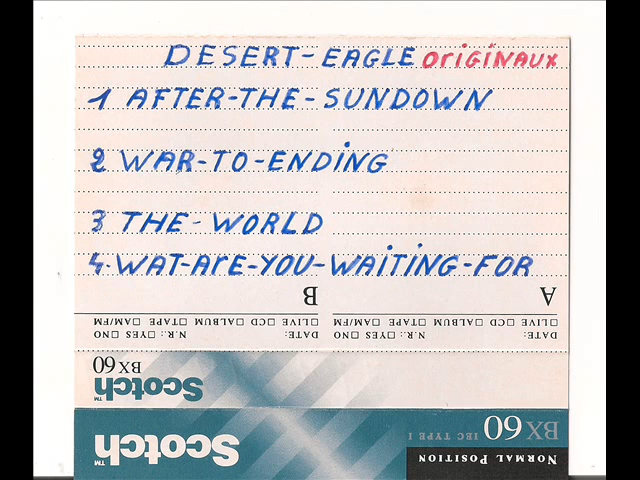 DESERT-EAGLE originaux
1 AFTER-THE-SUNDOWN
2 WAR-TO-ENDiNG
3 THE-WORLD
4-WAT-ArE-YOU-WAiTiNG-FOR
A B
DATE: DATE:
□LIVE □CD □ALBUM □TAPE □AM/FM □LIVE □CD □ALBUM □TAPE □AM/FM
N.R.: □YES □NO N.R.: □YES □NO
Scotch™ BX60
BX60 IEC TYPE I Scotch™
NORMAL POSITION